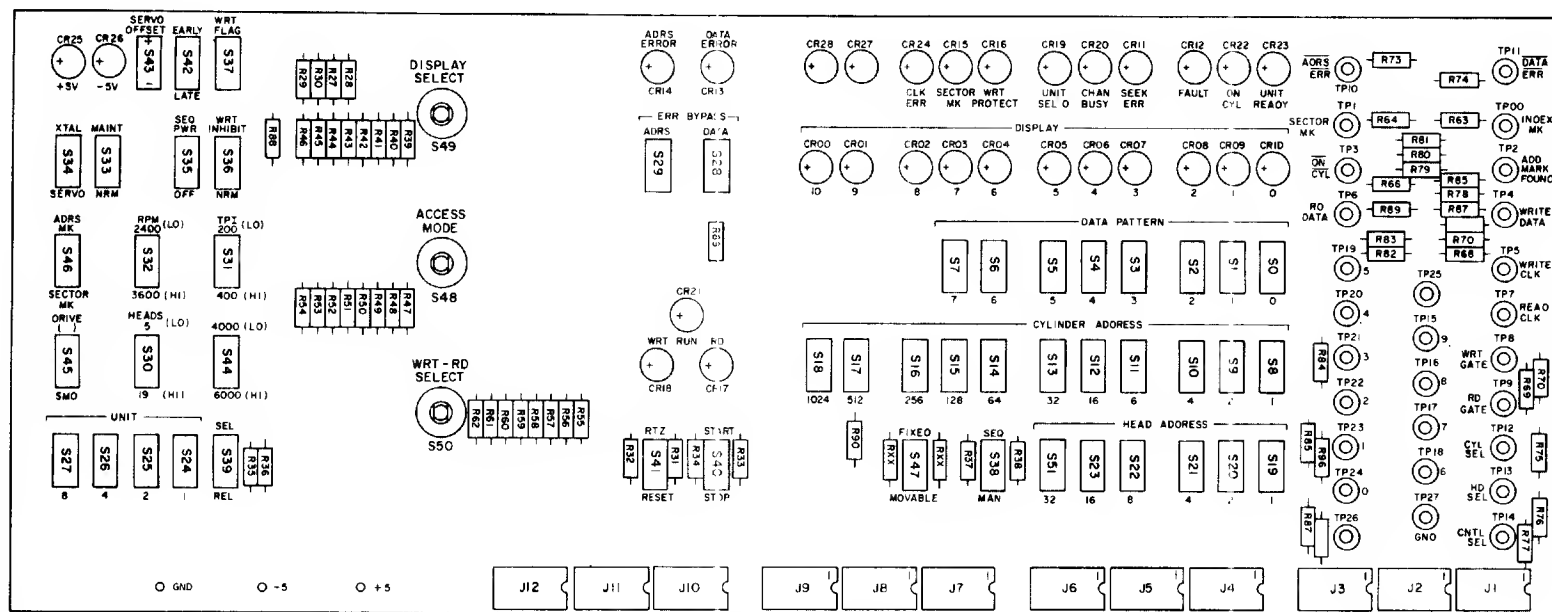 SERVO OFFSET EARLY WRT FLAG
CR25 CR26 + S43 − S42 S37
+5V -5V LATE
XTAL MAINT SEQ PWR WRT INHIBIT
S34 S33 S35 S36
SERVO NRM OFF NRM
ADRS MK RPM 2400 (LO) TPI 200 (LO)
S46 S32 S31
SECTOR MK 3600 (HI) 400 (HI)
DRIVE ( ) HEADS 5 (LO) 4000 (LO)
S45 S30 S44
SMD 19 (HI) 6000 (HI)
UNIT SEL
S27 S26 S25 S24 S39 R35 R36
8 4 2 1 REL
R29 R30 R27 R28
R88 R46 R45 R44 R43 R42 R41 R40 R39
DISPLAY SELECT
S49
ACCESS MODE
S48
R54 R53 R52 R51 R50 R49 R48 R47
WRT-RD SELECT
S50
R62 R61 R60 R59 R58 R57 R56 R55
ADRS ERROR DATA ERROR
CR14 CR13
ERR BYPASS
ADRS DATA
S29 S28
CR21
WRT RUN RD
CR18 CR17
RTZ START
R32 S41 R31 R34 S40 R33
RESET STOP
CR28 CR27 CR24 CR15 CR16 CR19 CR20 CR11 CR12 CR22 CR23
CLK ERR SECTOR MK WRT PROTECT UNIT SEL O CHAN BUSY SEEK ERR FAULT ON CYL UNIT READY
DISPLAY
CR00 CR01 CR02 CR03 CR04 CR05 CR06 CR07 CR08 CR09 CR10
10 9 8 7 6 5 4 3 2 1 0
DATA PATTERN
S7 S6 S5 S4 S3 S2 S1 S0
7 6 5 4 3 2 1 0
CYLINDER ADDRESS
S18 S17 S16 S15 S14 S13 S12 S11 S10 S9 S8
1024 512 256 128 64 32 16 4 2 1
HEAD ADDRESS
FIXED SEQ
R90 RXX S47 RXX R37 S38 R38 S51 S23 S22 S21 S20 S19
MOVABLE MAN 32 16 8 4 2 1
ADRS ERR R73 TP11 DATA ERR
TP10 R74
TP1 TP00
SECTOR MK R64 R63 INDEX MK
R81
TP3 R80 TP2
ON CYL R79 ADD MARK FOUND
R66 R85
TP6 R78 TP4
RD DATA R89 R87 WRITE DATA
R83 R70
TP19 R82 R68 TP5
5 WRITE CLK
TP25
TP20 TP7
4 READ CLK
TP15
9
TP21 TP8
R84 3 WRT GATE
TP16
8 R69 R70
TP22 TP9
2 RD GATE
TP17
7
TP23 TP12
R85 R96 1 CYL SEL R75
TP18
6
TP24 TP13
0 HD SEL
TP27
GND
R87 TP26 TP14
CNTL SEL R77 R76
GND -5 +5
J12 J11 J10 J9 J8 J7 J6 J5 J4 J3 J2 J1